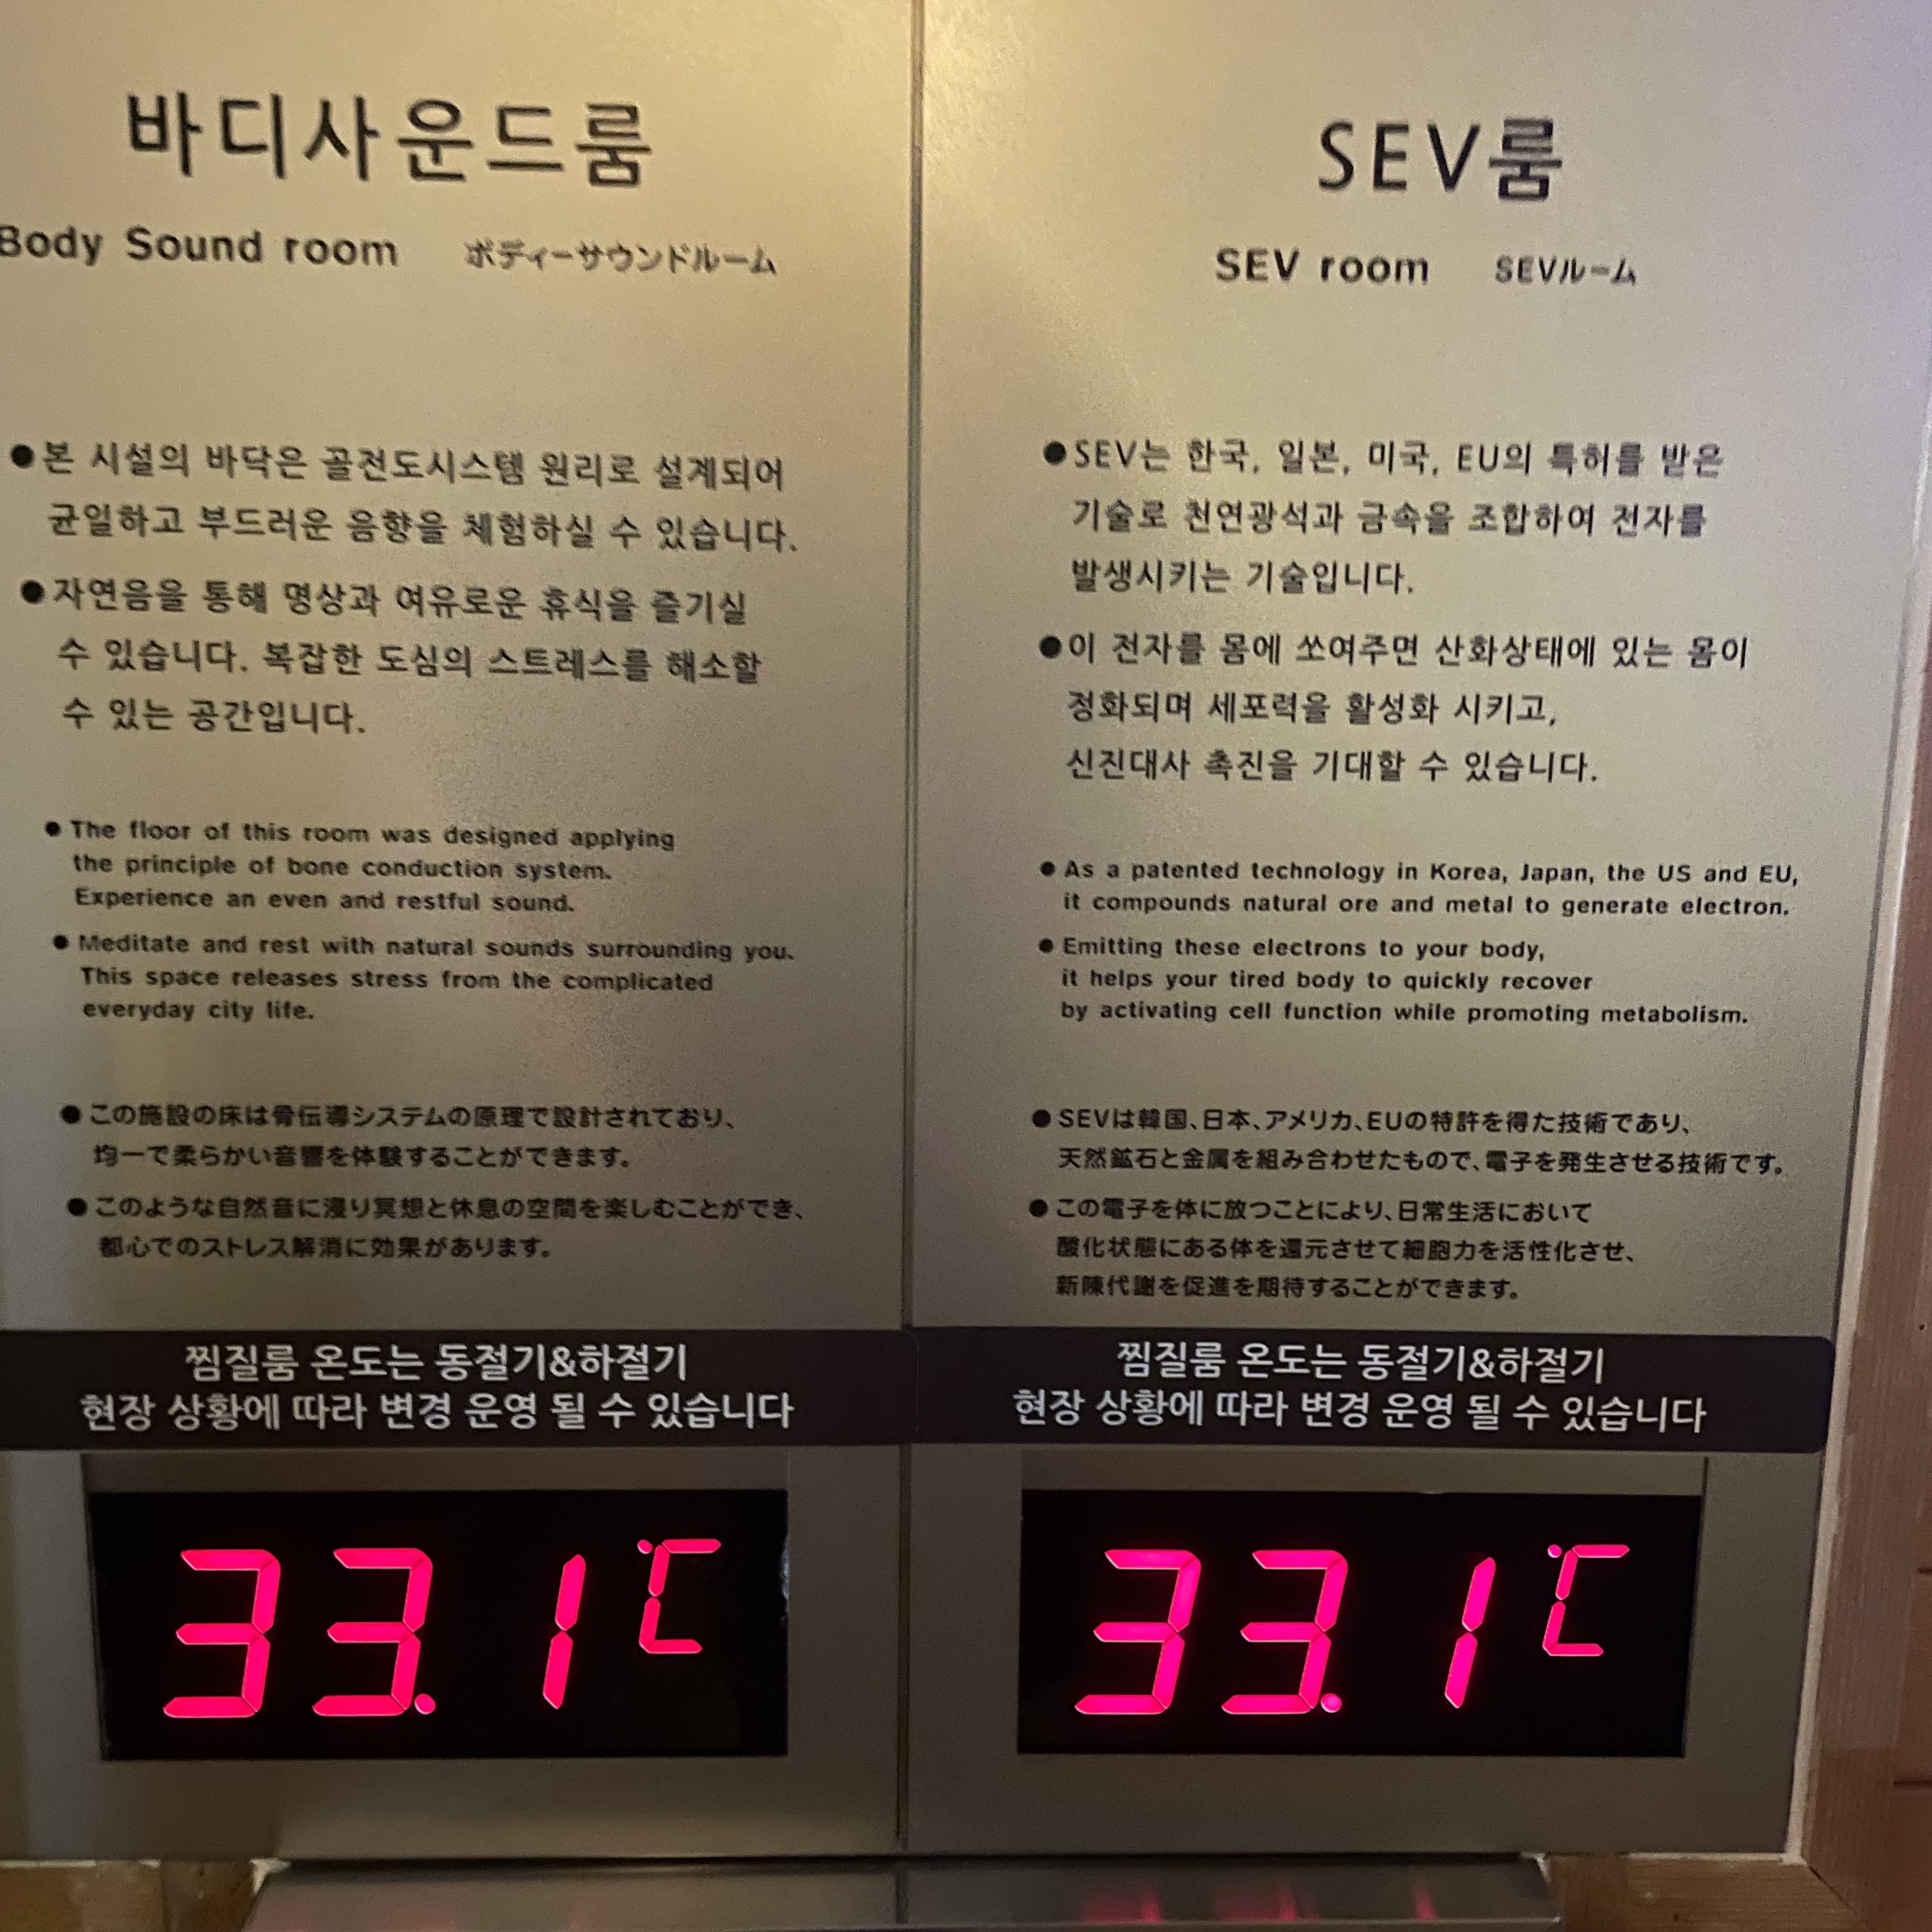 바디사운드룸
Body Sound room ボディーサウンドルーム
●본 시설의 바닥은 골전도시스템 원리로 설계되어
균일하고 부드러운 음향을 체험하실 수 있습니다.
●자연음을 통해 명상과 여유로운 휴식을 즐기실
수 있습니다. 복잡한 도심의 스트레스를 해소할
수 있는 공간입니다.
● The floor of this room was designed applying
the principle of bone conduction system.
Experience an even and restful sound.
● Meditate and rest with natural sounds surrounding you.
This space releases stress from the complicated
everyday city life.
●この施設の床は骨伝導システムの原理で設計されており、
均一で柔らかい音響を体験することができます。
●このような自然音に浸り冥想と休息の空間を楽しむことができ、
都心でのストレス解消に効果があります。
찜질룸 온도는 동절기&하절기
현장 상황에 따라 변경 운영 될 수 있습니다
33.1℃
SEV룸
SEV room SEVルーム
●SEV는 한국, 일본, 미국, EU의 특허를 받은
기술로 천연광석과 금속을 조합하여 전자를
발생시키는 기술입니다.
●이 전자를 몸에 쏘여주면 산화상태에 있는 몸이
정화되며 세포력을 활성화 시키고,
신진대사 촉진을 기대할 수 있습니다.
● As a patented technology in Korea, Japan, the US and EU,
it compounds natural ore and metal to generate electron.
● Emitting these electrons to your body,
it helps your tired body to quickly recover
by activating cell function while promoting metabolism.
●SEVは韓国、日本、アメリカ、EUの特許を得た技術であり、
天然鉱石と金属を組み合わせたもので、電子を発生させる技術です。
●この電子を体に放つことにより、日常生活において
酸化状態にある体を還元させて細胞力を活性化させ、
新陳代謝を促進を期待することができます。
찜질룸 온도는 동절기&하절기
현장 상황에 따라 변경 운영 될 수 있습니다
33.1℃